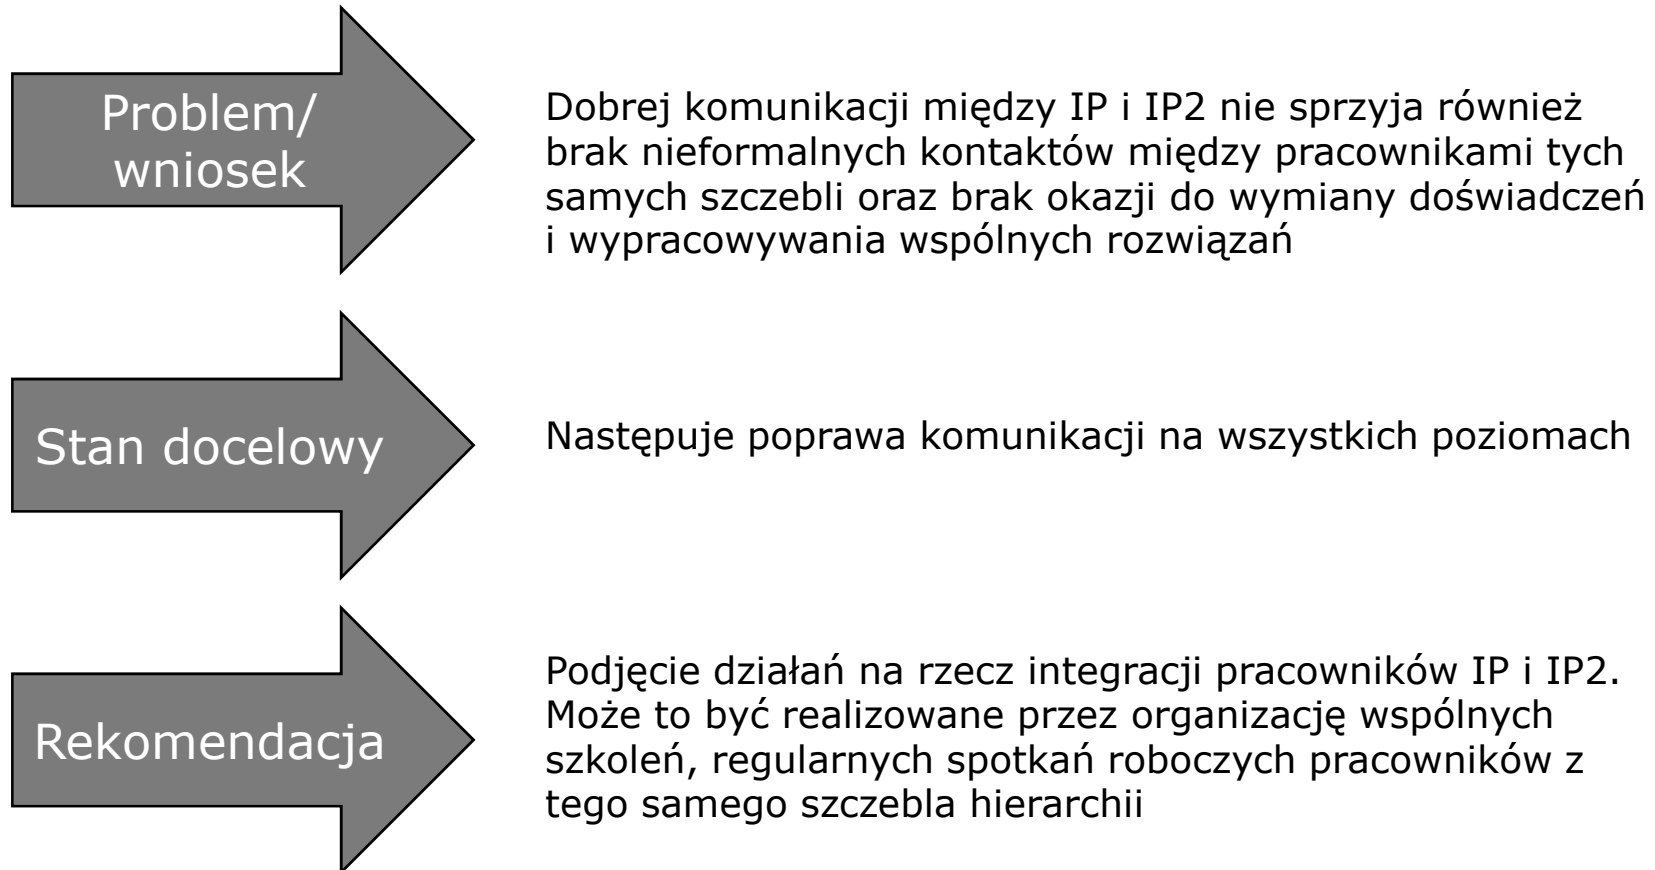 Problem/
wniosek
Dobrej komunikacji między IP i IP2 nie sprzyja również
brak nieformalnych kontaktów między pracownikami tych
samych szczebli oraz brak okazji do wymiany doświadczeń
i wypracowywania wspólnych rozwiązań
Stan docelowy
Następuje poprawa komunikacji na wszystkich poziomach
Rekomendacja
Podjęcie działań na rzecz integracji pracowników IP i IP2.
Może to być realizowane przez organizację wspólnych
szkoleń, regularnych spotkań roboczych pracowników z
tego samego szczebla hierarchii